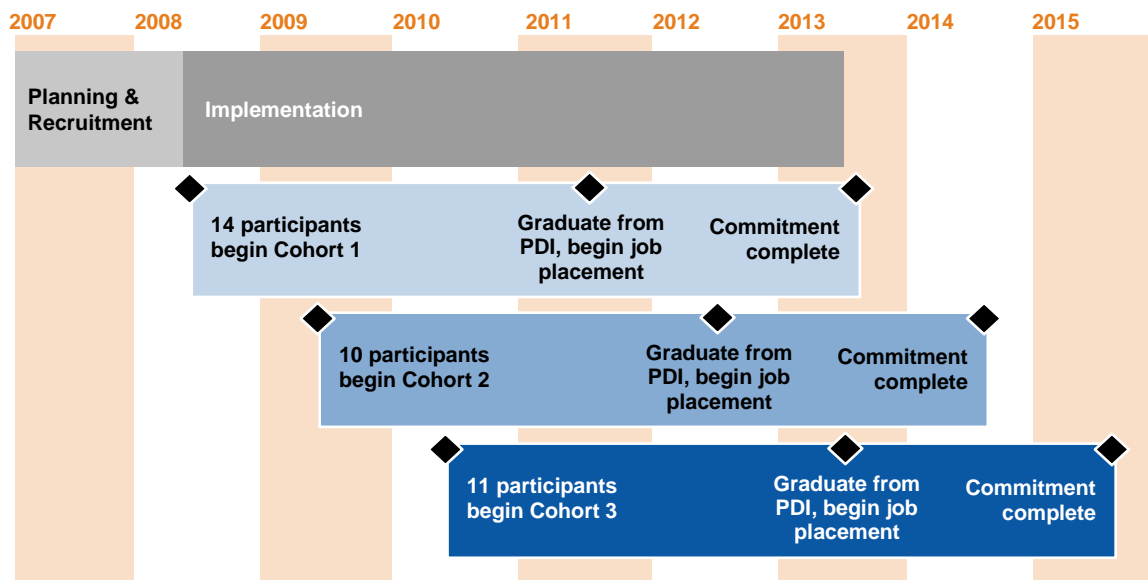 2007 2008 2009 2010 2011 2012 2013 2014 2015
Planning &
Recruitment
Implementation
14 participants
begin Cohort 1
Graduate from
PDI, begin job
placement
Commitment
complete
10 participants
begin Cohort 2
Graduate from
PDI, begin job
placement
Commitment
complete
11 participants
begin Cohort 3
Graduate from
PDI, begin job
placement
Commitment
complete